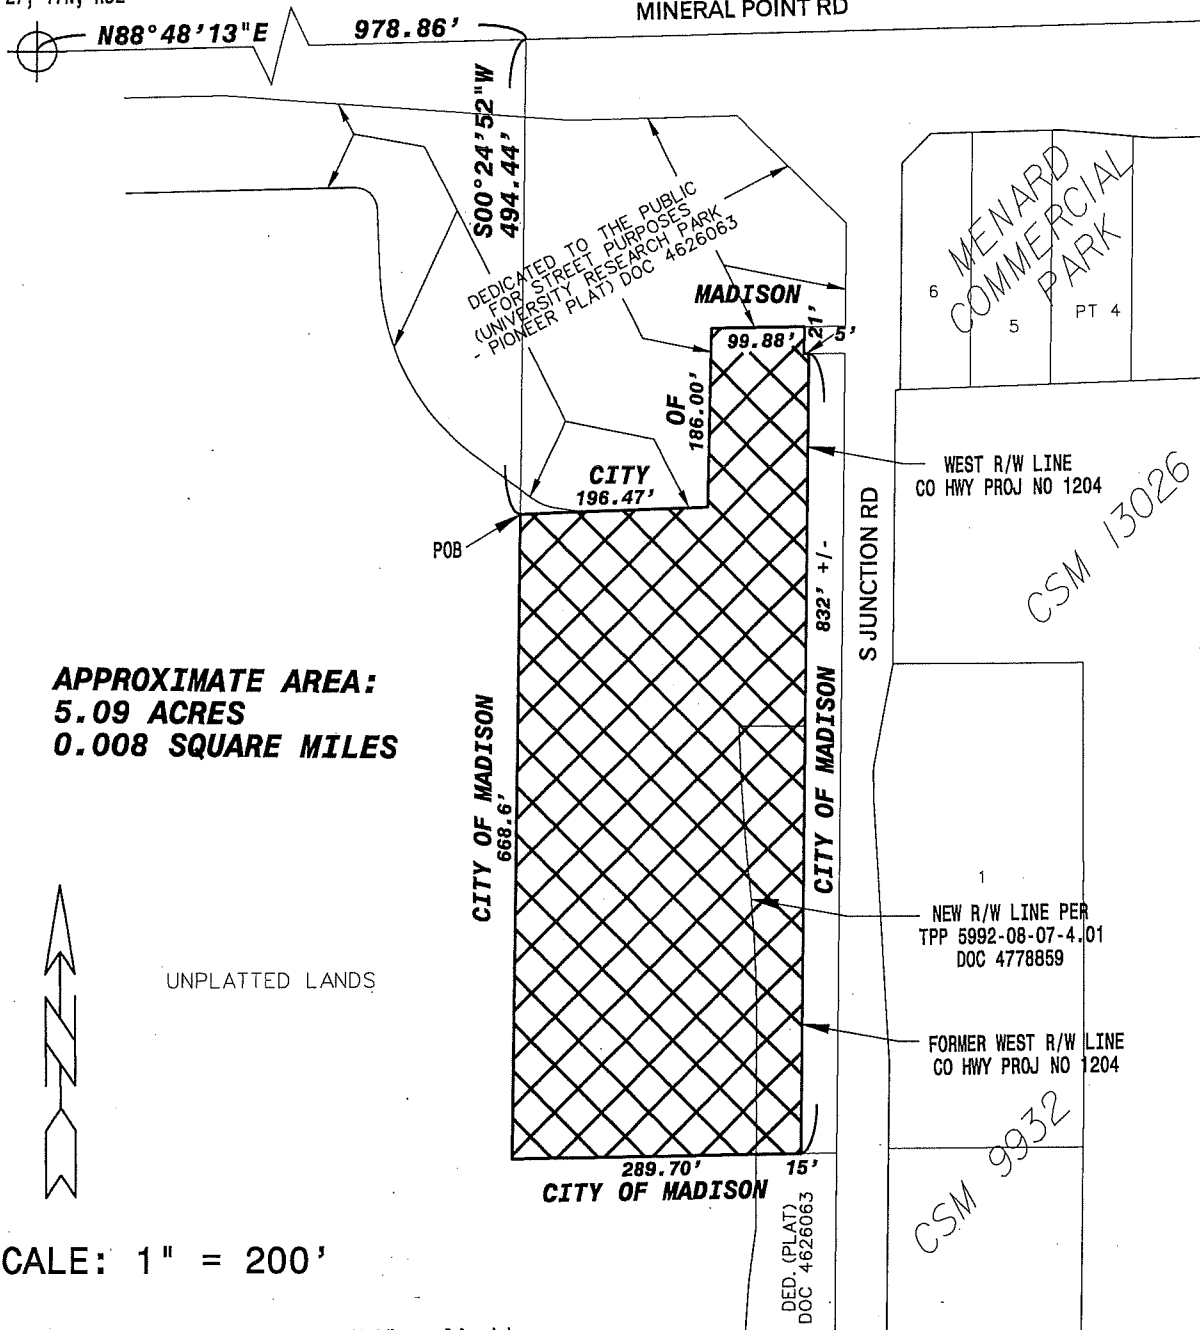 MINERAL POINT RD
N88°48'13"E 978.86'
S00°24'52"W
494.44'
DEDICATED TO THE PUBLIC
FOR STREET PURPOSES
(UNIVERSITY RESEARCH PARK
- PIONEER PLAT) DOC 4626063
MENARD
COMMERCIAL
PARK
6
5
PT 4
MADISON
99.88'
21'
5'
OF
186.00'
CITY
196.47'
POB
WEST R/W LINE
CO HWY PROJ NO 1204
CSM 13026
S JUNCTION RD
832' +/-
CITY OF MADISON
APPROXIMATE AREA:
5.09 ACRES
0.008 SQUARE MILES
CITY OF MADISON
668.6'
1
NEW R/W LINE PER
TPP 5992-08-07-4.01
DOC 4778859
UNPLATTED LANDS
N
FORMER WEST R/W LINE
CO HWY PROJ NO 1204
CSM 9932
289.70'
15'
CITY OF MADISON
DED. (PLAT)
DOC 4626063
CALE: 1" = 200'